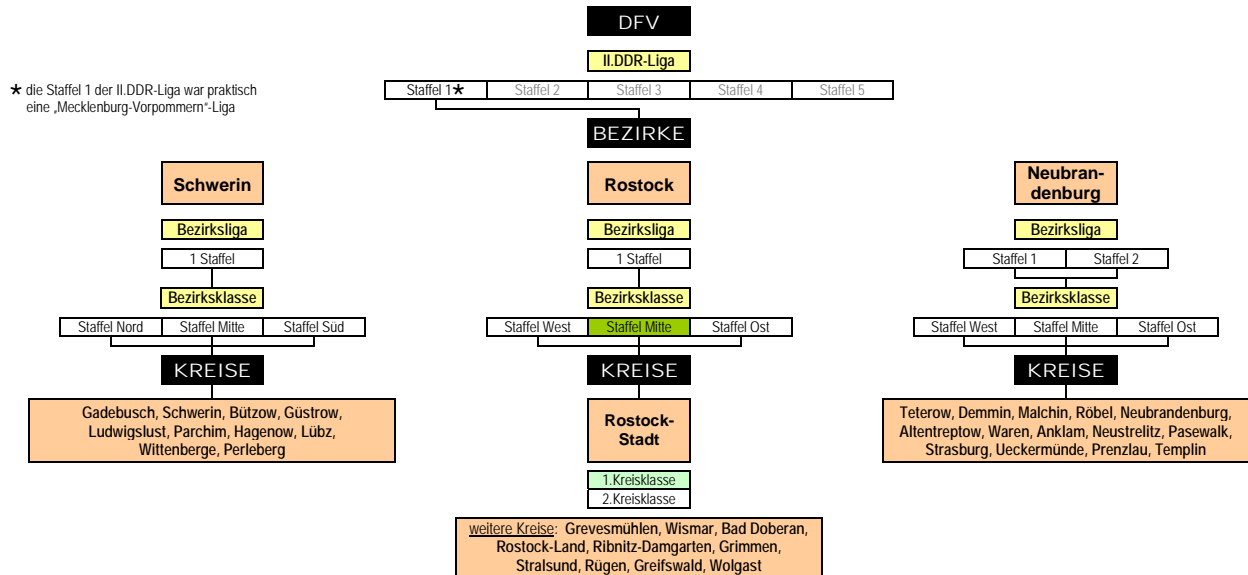 DFV
II.DDR-Liga
* die Staffel 1 der II.DDR-Liga war praktisch
eine „Mecklenburg-Vorpommern“-Liga
Staffel 1* Staffel 2 Staffel 3 Staffel 4 Staffel 5
BEZIRKE
Schwerin
Bezirksliga
1 Staffel
Bezirksklasse
Staffel Nord Staffel Mitte Staffel Süd
KREISE
Gadebusch, Schwerin, Bützow, Güstrow,
Ludwigslust, Parchim, Hagenow, Lübz,
Wittenberge, Perleberg
Rostock
Bezirksliga
1 Staffel
Bezirksklasse
Staffel West Staffel Mitte Staffel Ost
KREISE
Rostock-
Stadt
1.Kreisklasse
2.Kreisklasse
weitere Kreise: Grevesmühlen, Wismar, Bad Doberan,
Rostock-Land, Ribnitz-Damgarten, Grimmen,
Stralsund, Rügen, Greifswald, Wolgast
Neubran-
denburg
Bezirksliga
Staffel 1 Staffel 2
Bezirksklasse
Staffel West Staffel Mitte Staffel Ost
KREISE
Teterow, Demmin, Malchin, Röbel, Neubrandenburg,
Altentreptow, Waren, Anklam, Neustrelitz, Pasewalk,
Strasburg, Ueckermünde, Prenzlau, Templin